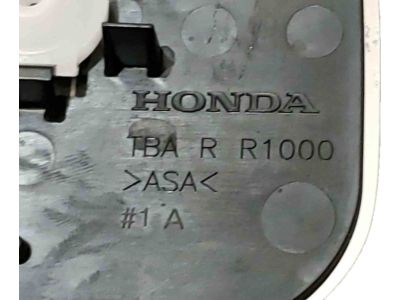 HONDA
TBA R R1000
>ASA<
#1 A